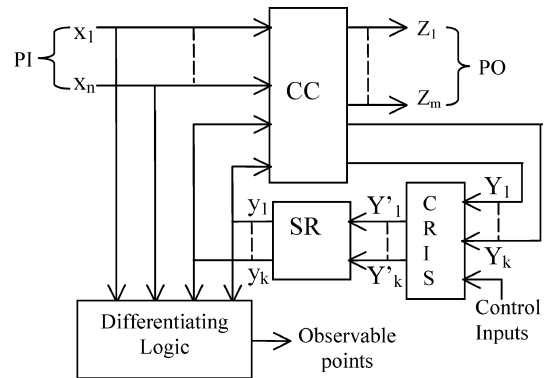 PI
x1
xn
CC
Z1
Zm
PO
y1
yk
SR
Y'1
Y'k
C
R
I
S
Y1
Yk
Control
Inputs
Differentiating
Logic
Observable
points